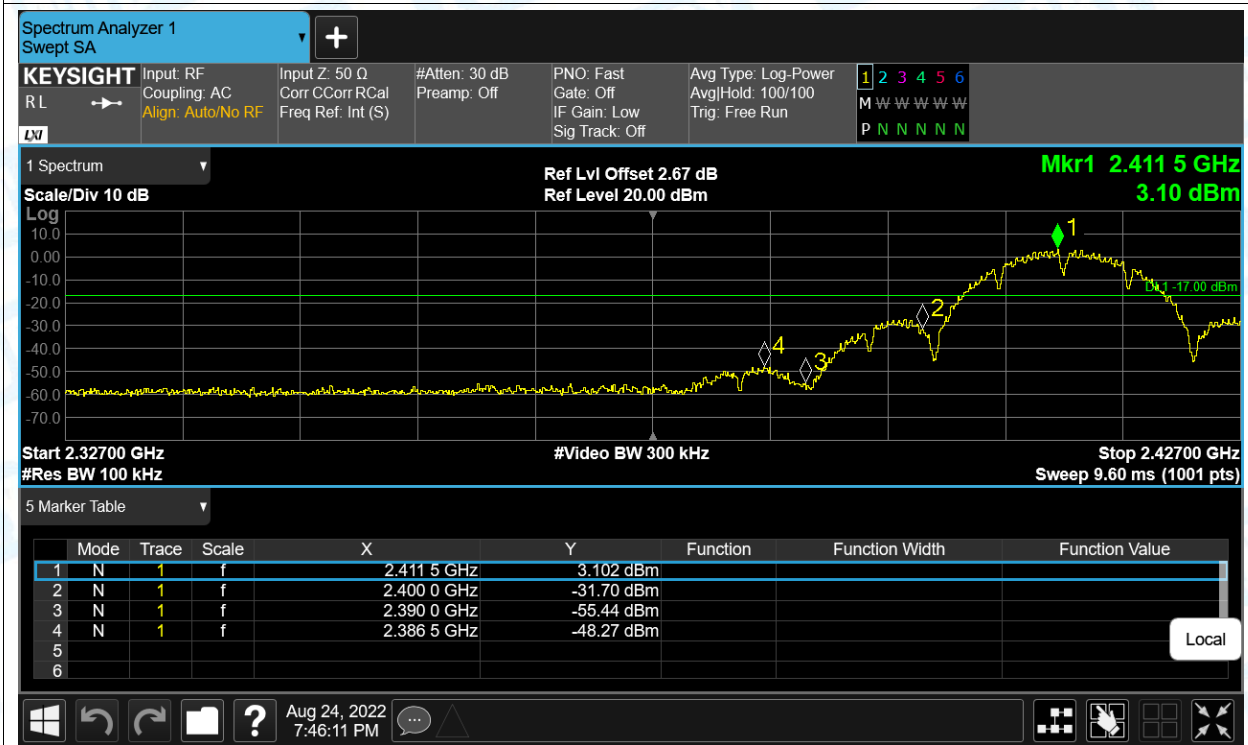 Spectrum Analyzer 1
Swept SA
KEYSIGHT
R L
LXI
Input: RF
Coupling: AC
Align: Auto/No RF
Input Z: 50 Ω
Corr CCorr RCal
Freq Ref: Int (S)
#Atten: 30 dB
Preamp: Off
PNO: Fast
Gate: Off
IF Gain: Low
Sig Track: Off
Avg Type: Log-Power
Avg|Hold: 100/100
Trig: Free Run
1 2 3 4 5 6
M W W W W W
P N N N N N
1 Spectrum
Scale/Div 10 dB
Ref Lvl Offset 2.67 dB
Ref Level 20.00 dBm
Mkr1 2.411 5 GHz
3.10 dBm
Log
10.0
0.00
-10.0
-20.0
-30.0
-40.0
-50.0
-60.0
-70.0
1
2
3
4
-17.00 dBm
Start 2.32700 GHz
#Res BW 100 kHz
#Video BW 300 kHz
Stop 2.42700 GHz
Sweep 9.60 ms (1001 pts)
5 Marker Table
Mode Trace Scale X Y Function Function Width Function Value
1 N 1 f 2.411 5 GHz 3.102 dBm
2 N 1 f 2.400 0 GHz -31.70 dBm
3 N 1 f 2.390 0 GHz -55.44 dBm
4 N 1 f 2.386 5 GHz -48.27 dBm
5
6
Local
?
Aug 24, 2022
7:46:11 PM